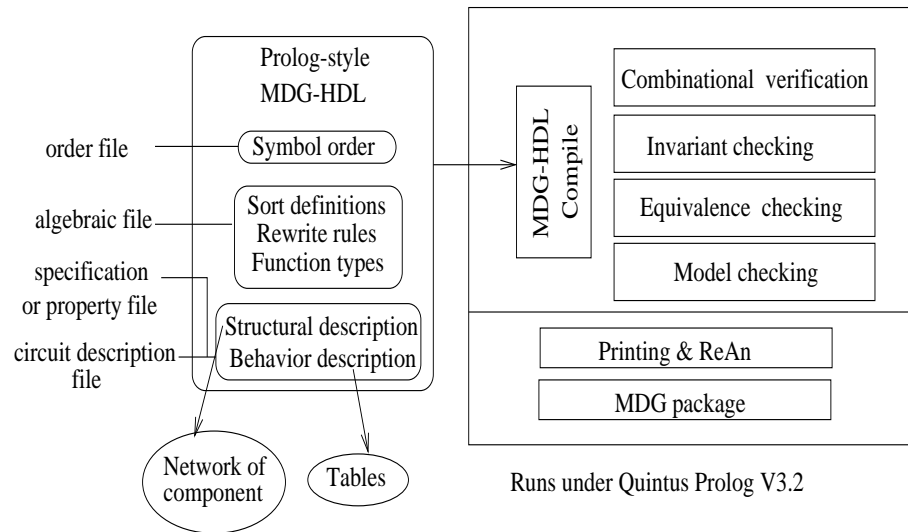 Prolog-style
MDG-HDL
order file
Symbol order
algebraic file
Sort definitions
Rewrite rules
Function types
specification
or property file
circuit description
file
Structural description
Behavior description
Network of
component
Tables
MDG-HDL
Compile
Combinational verification
Invariant checking
Equivalence checking
Model checking
Printing & ReAn
MDG package
Runs under Quintus Prolog V3.2